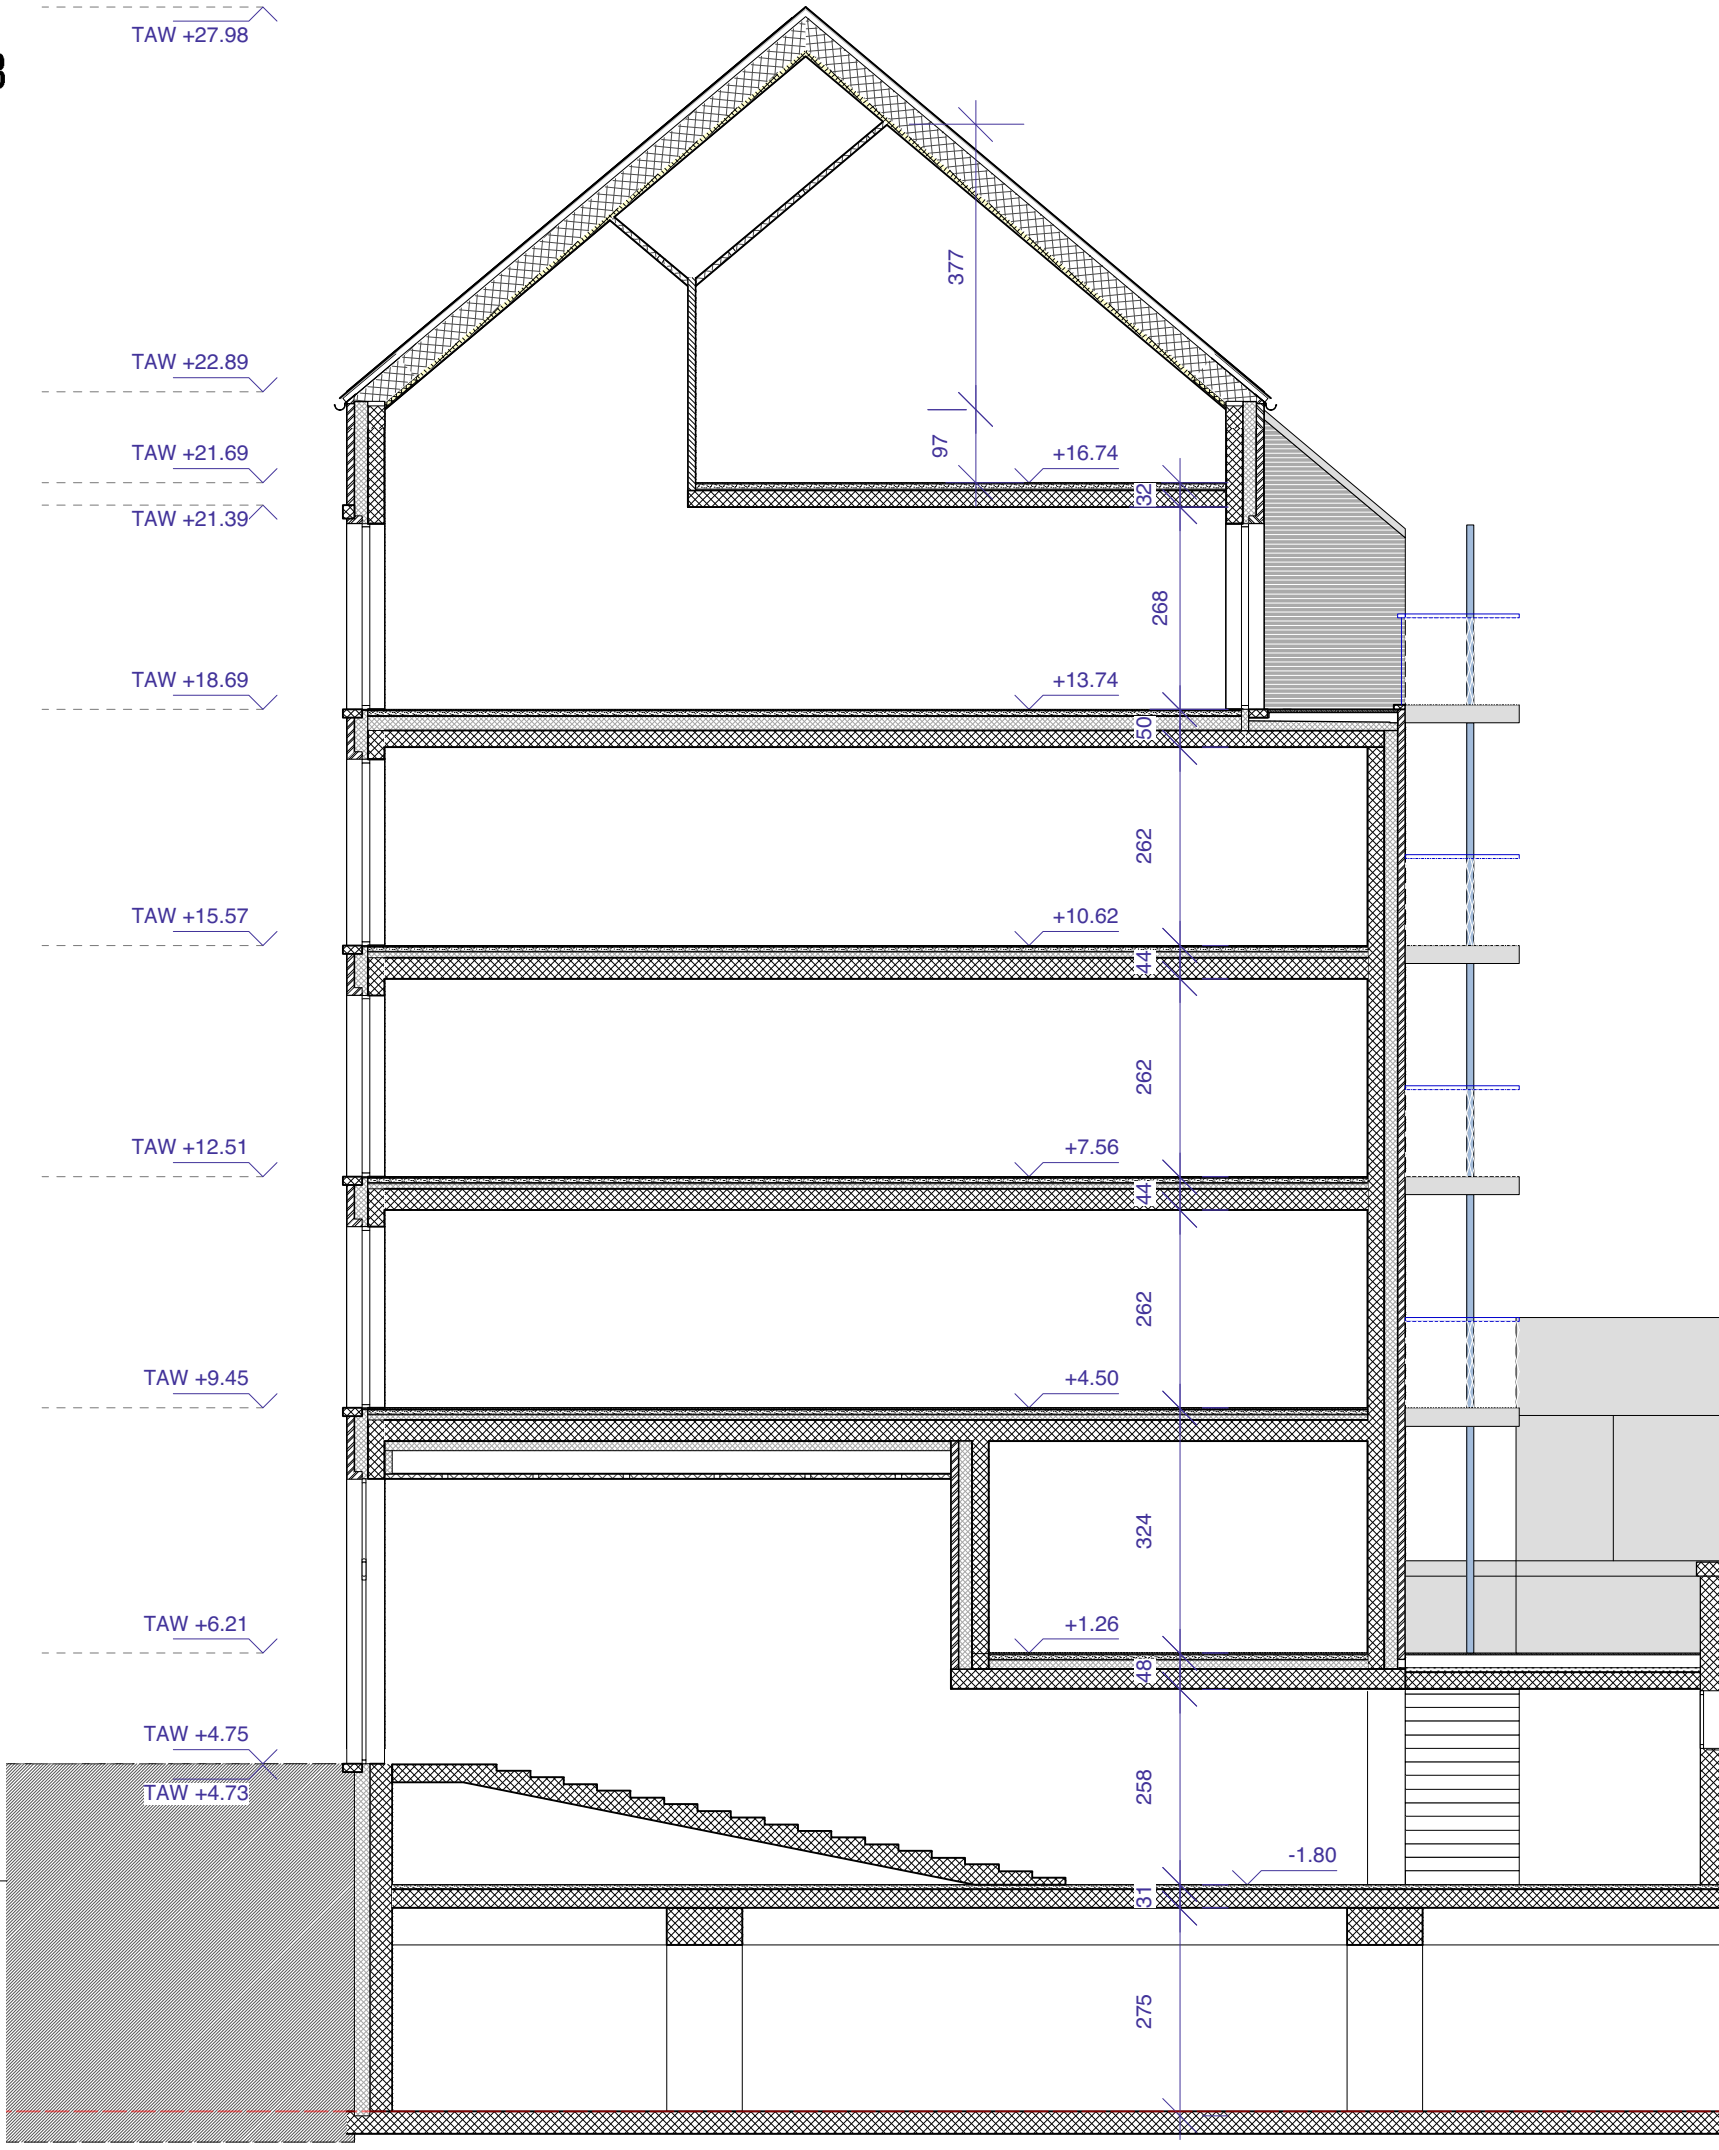 TAW +27.98
377
TAW +22.89
97
TAW +21.69
+16.74
32
TAW +21.39
268
TAW +18.69
+13.74
50
262
TAW +15.57
+10.62
44
262
TAW +12.51
+7.56
44
262
TAW +9.45
+4.50
324
TAW +6.21
+1.26
48
TAW +4.75
TAW +4.73
258
-1.80
31
275